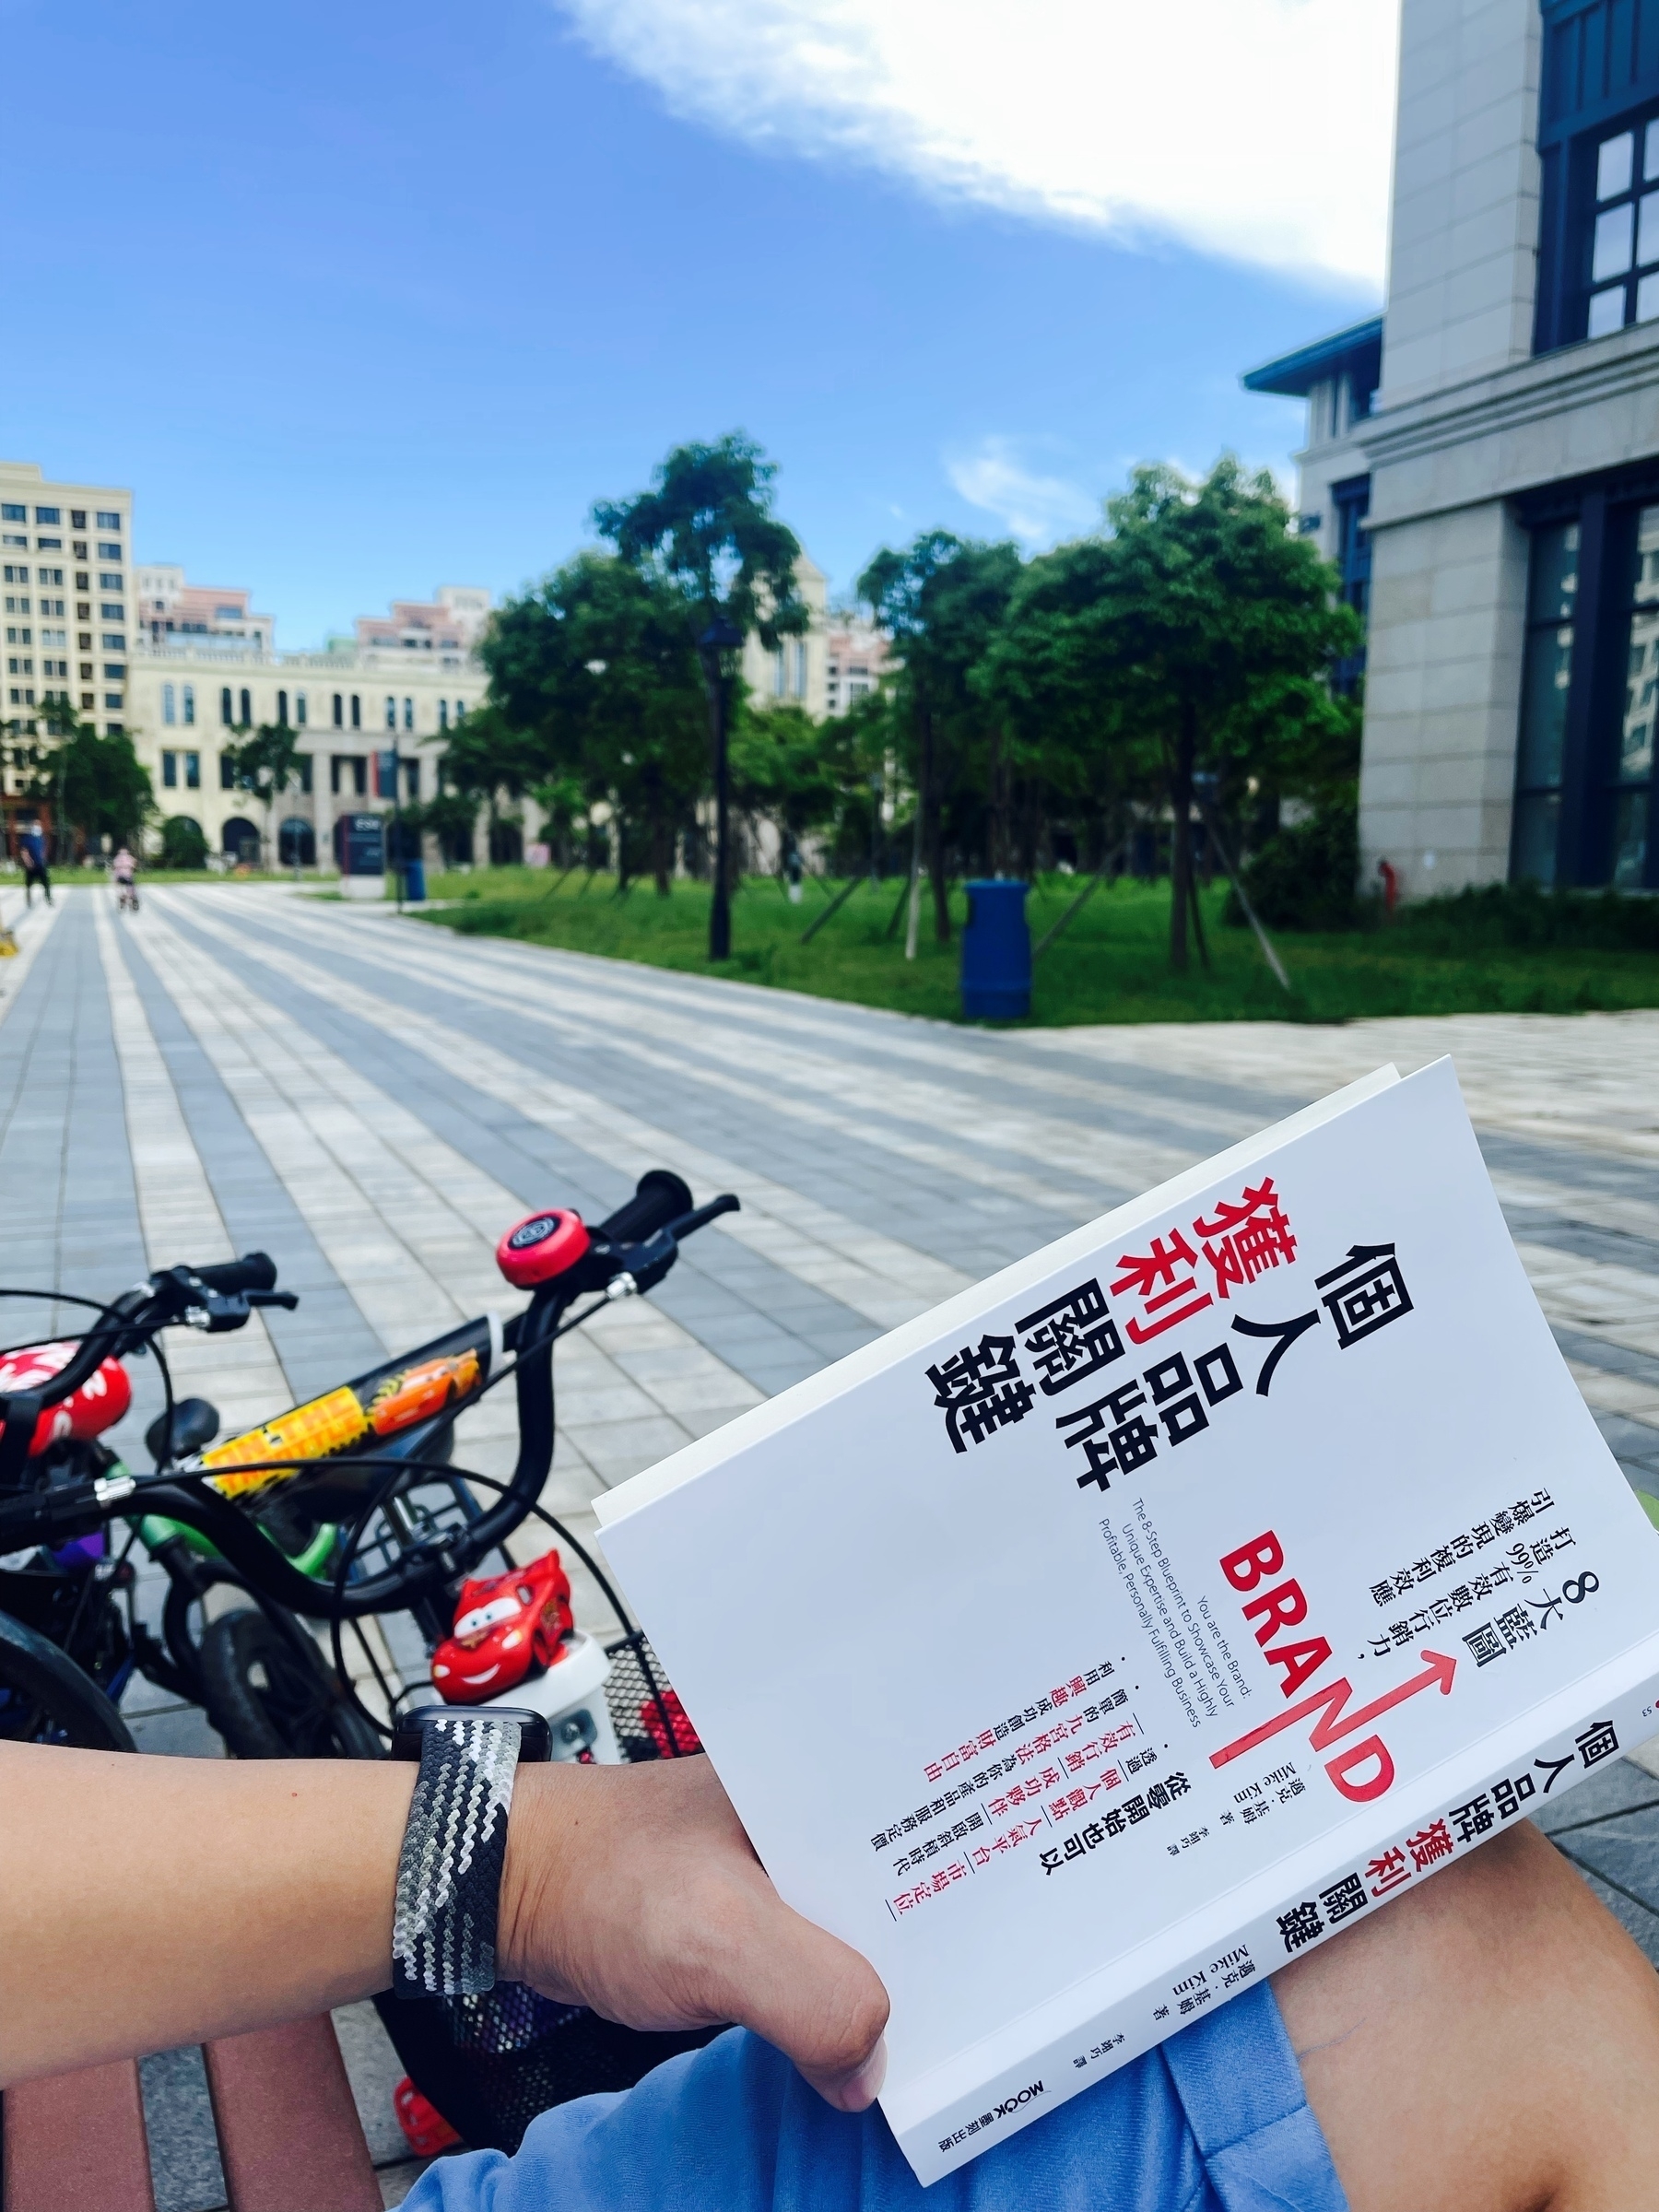 8大藍圖
打造99%有效數位行銷力,
引爆變現的複利效應
個人品牌
獲利關鍵
BRAND
You are the Brand:
The 8-Step Blueprint to Showcase Your
Unique Expertise and Build a Highly
Profitable, Personally Fulfilling Business
邁克·基姆 著
Mike Kim
李翊巧 譯
從零開始也可以
• 透過個人觀點 人氣平台 市場定位
有效行銷 成功夥伴 開啟斜槓時代
• 簡單的九宮格法為你的產品和服務定價
• 利用興趣成功創造財富自由
個人品牌獲利關鍵
邁克·基姆 著
Mike Kim
李翊巧 譯
MOOK 墨刻出版
53
ON THE